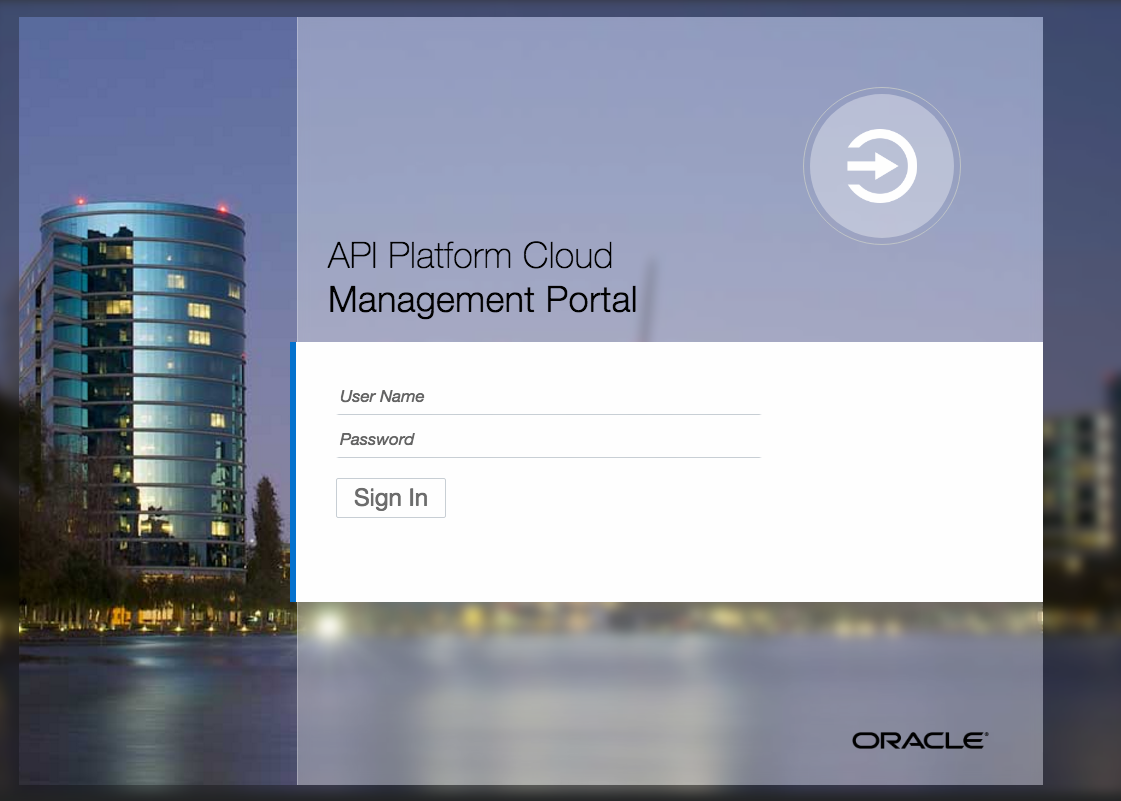 API Platform Cloud
Management Portal
User Name
Password
Sign In
ORACLE®